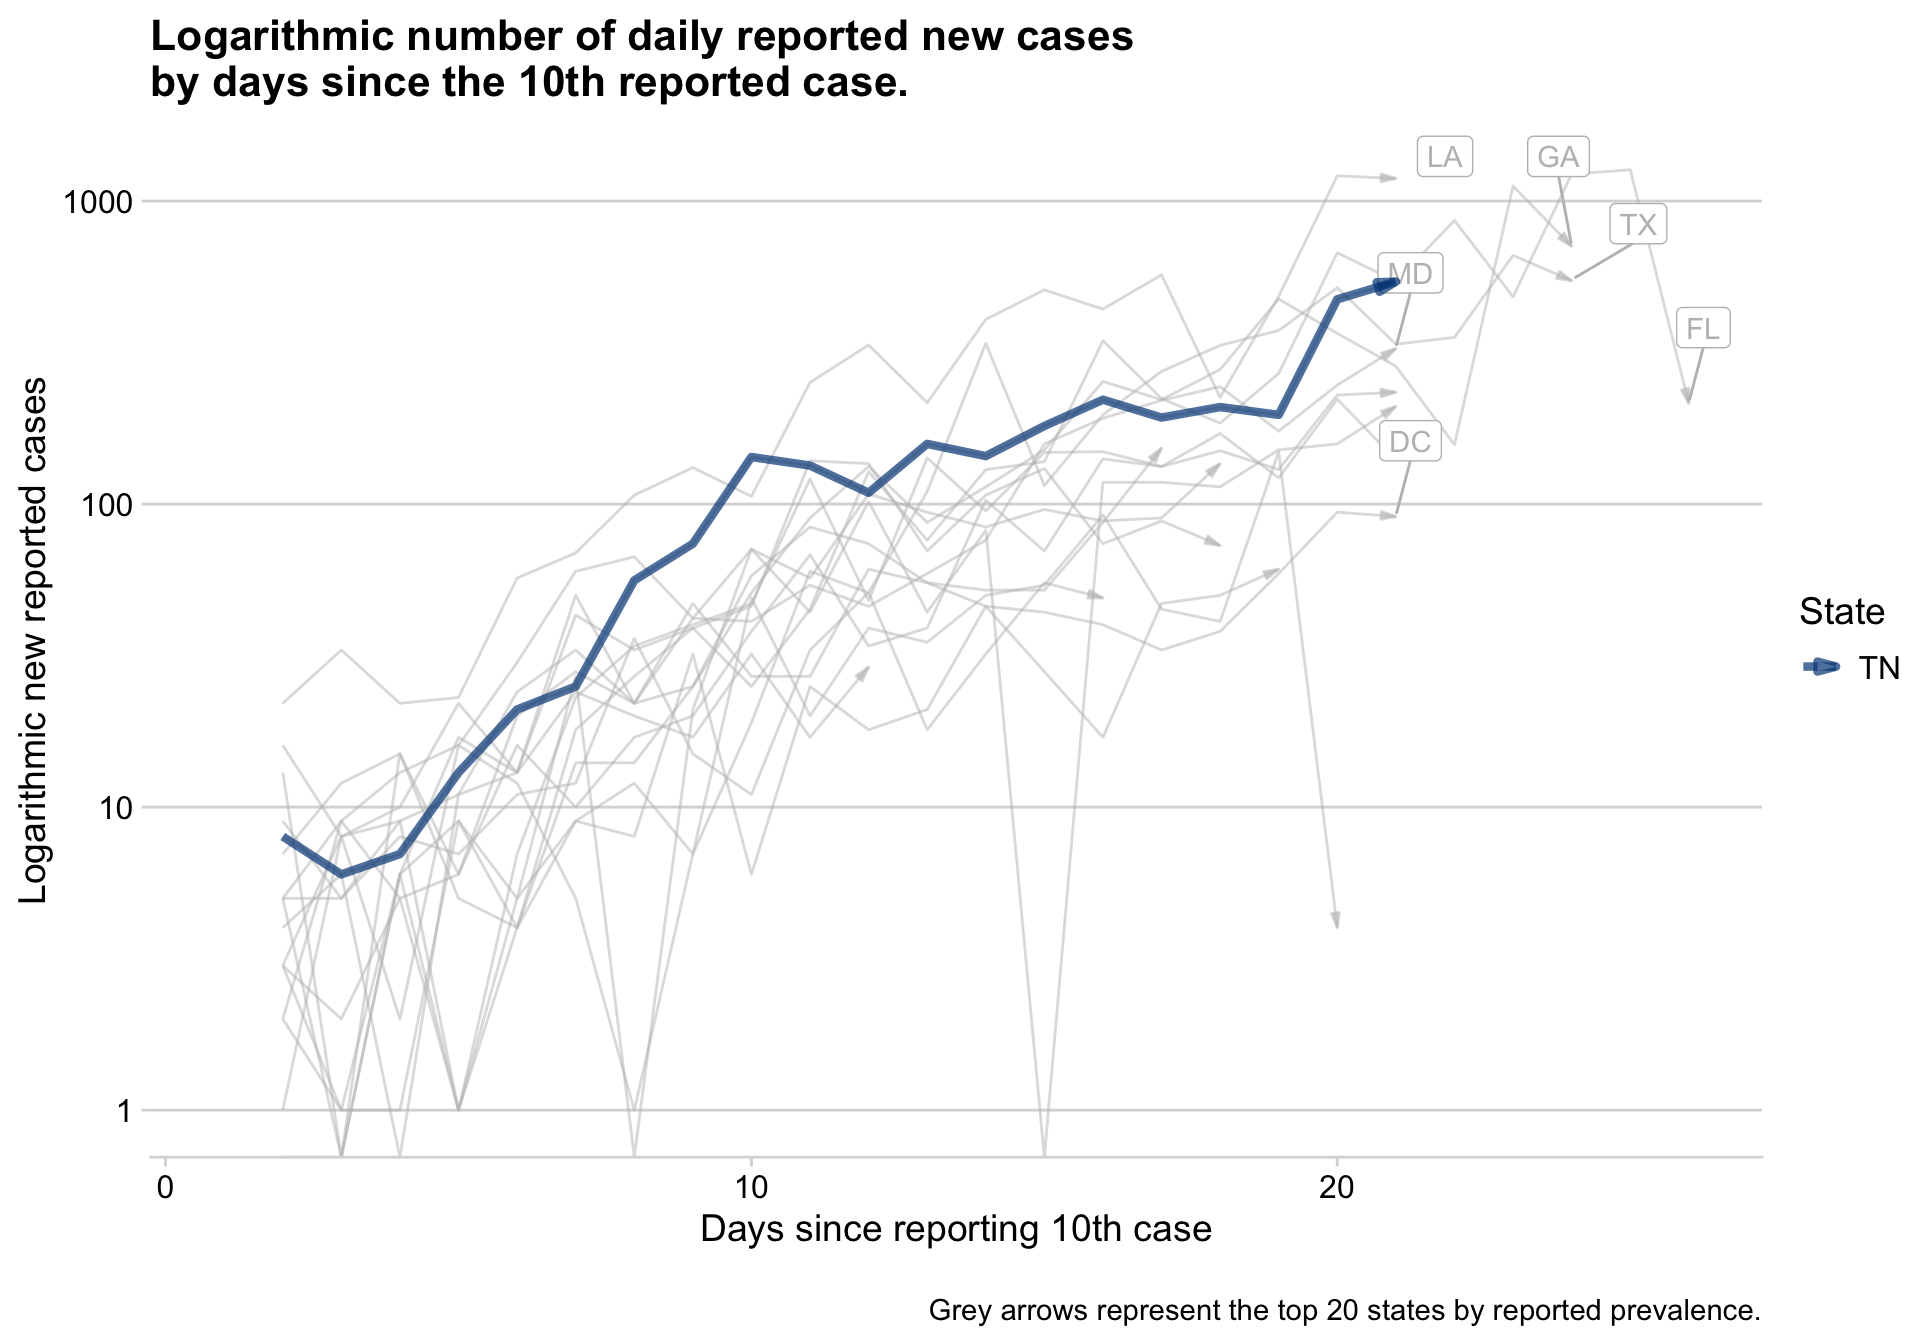 Logarithmic number of daily reported new cases
by days since the 10th reported case.
LA
GA
1000
TX
MD
FL
DC
100
10
1
Logarithmic new reported cases
State
TN
0
10
20
Days since reporting 10th case
Grey arrows represent the top 20 states by reported prevalence.